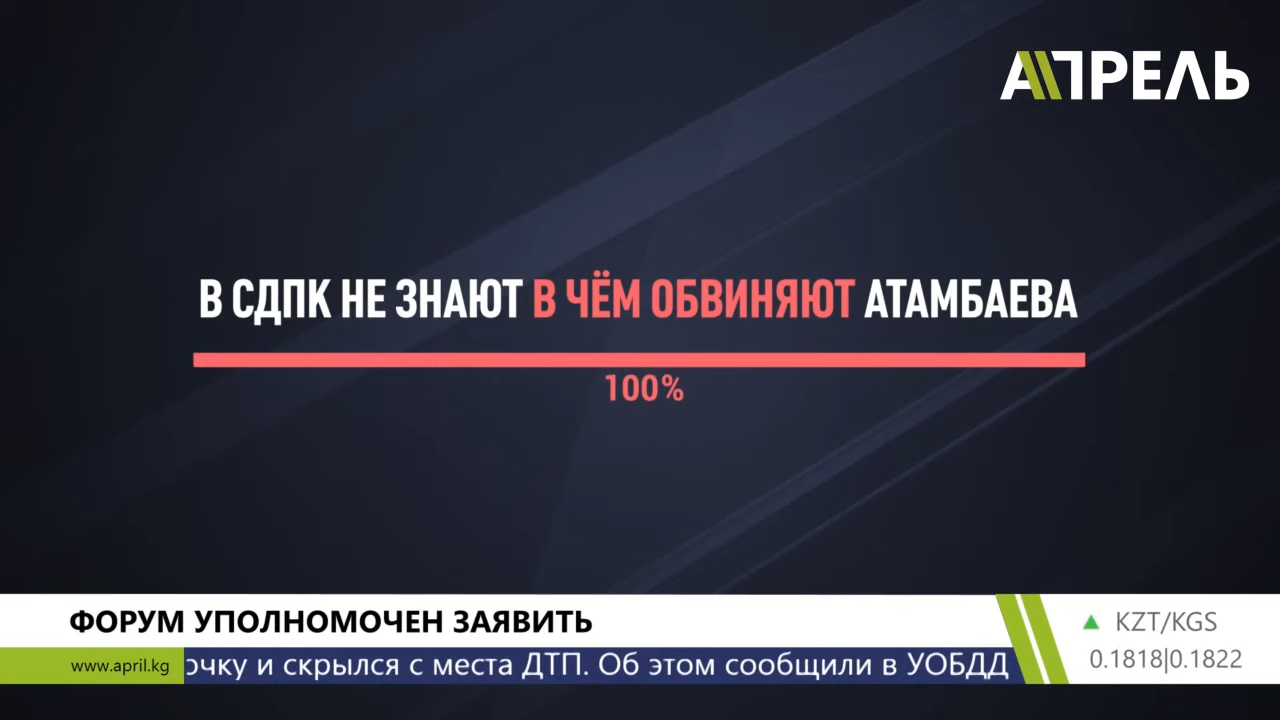 АПРЕЛЬ
В СДПК НЕ ЗНАЮТ В ЧЁМ ОБВИНЯЮТ АТАМБАЕВА
100%
ФОРУМ УПОЛНОМОЧЕН ЗАЯВИТЬ
KZT/KGS
0.1818|0.1822
www.april.kg
очку и скрылся с места ДТП. Об этом сообщили в УОБДД